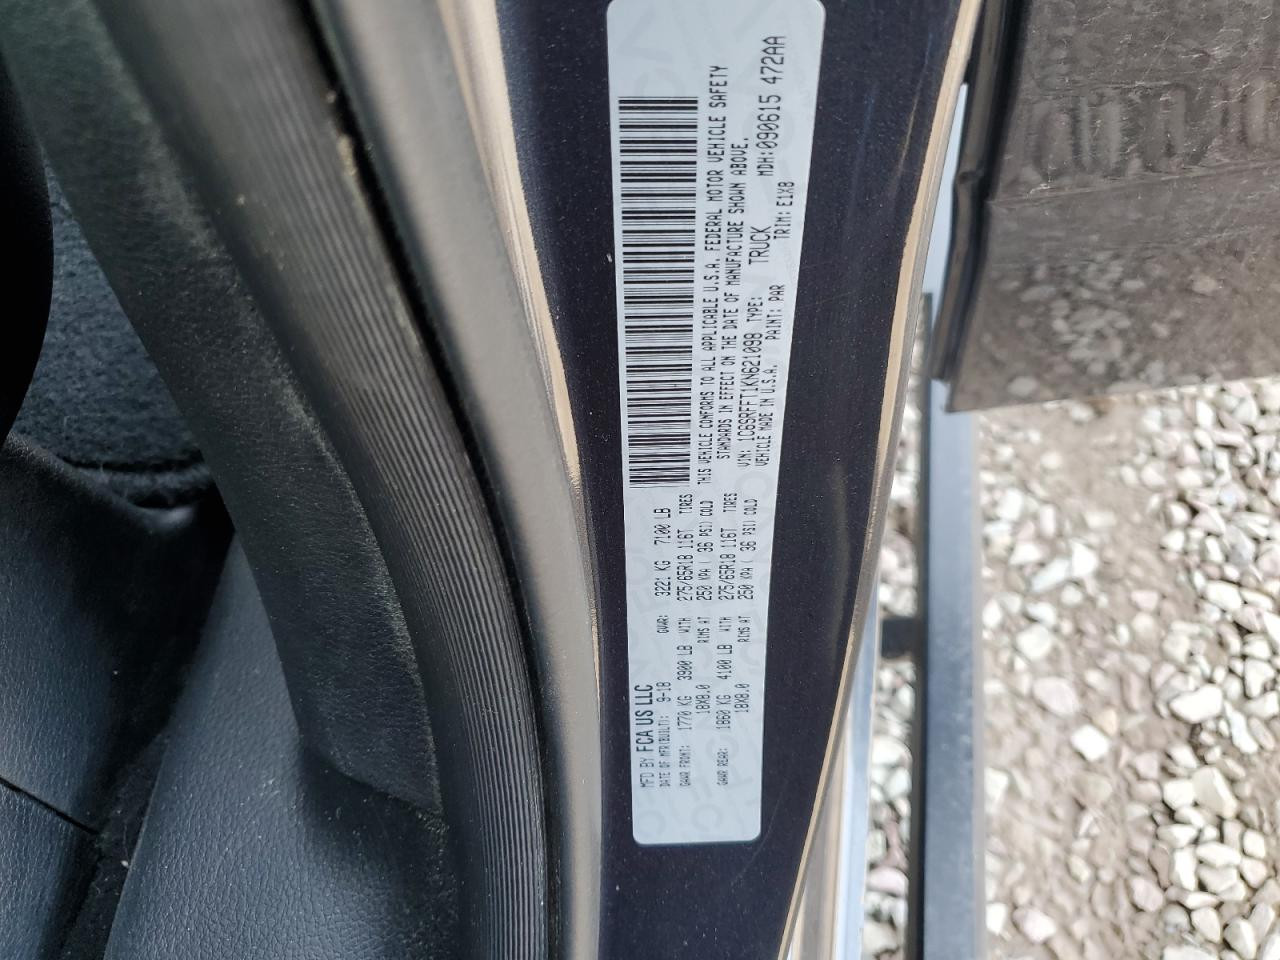 MFD BY FCA US LLC
DATE OF MFR(BUILT): 9-18 GVWR: 3221 KG 7100 LB
GAWR FRONT: 1770 KG 3900 LB WITH 275/65R18 116T TIRES
18X8.0 RIMS AT 250 KPA ( 36 PSI) COLD
GAWR REAR: 1860 KG 4100 LB WITH 275/65R18 116T TIRES
18X8.0 RIMS AT 250 KPA ( 36 PSI) COLD
THIS VEHICLE CONFORMS TO ALL APPLICABLE U.S.A. FEDERAL MOTOR VEHICLE SAFETY
STANDARDS IN EFFECT ON THE DATE OF MANUFACTURE SHOWN ABOVE.
VIN: 1C6SRFFT1KN621098 TYPE: TRUCK MDH:090615 472AA
VEHICLE MADE IN U.S.A. PAINT: PAR TRIM: E1X8